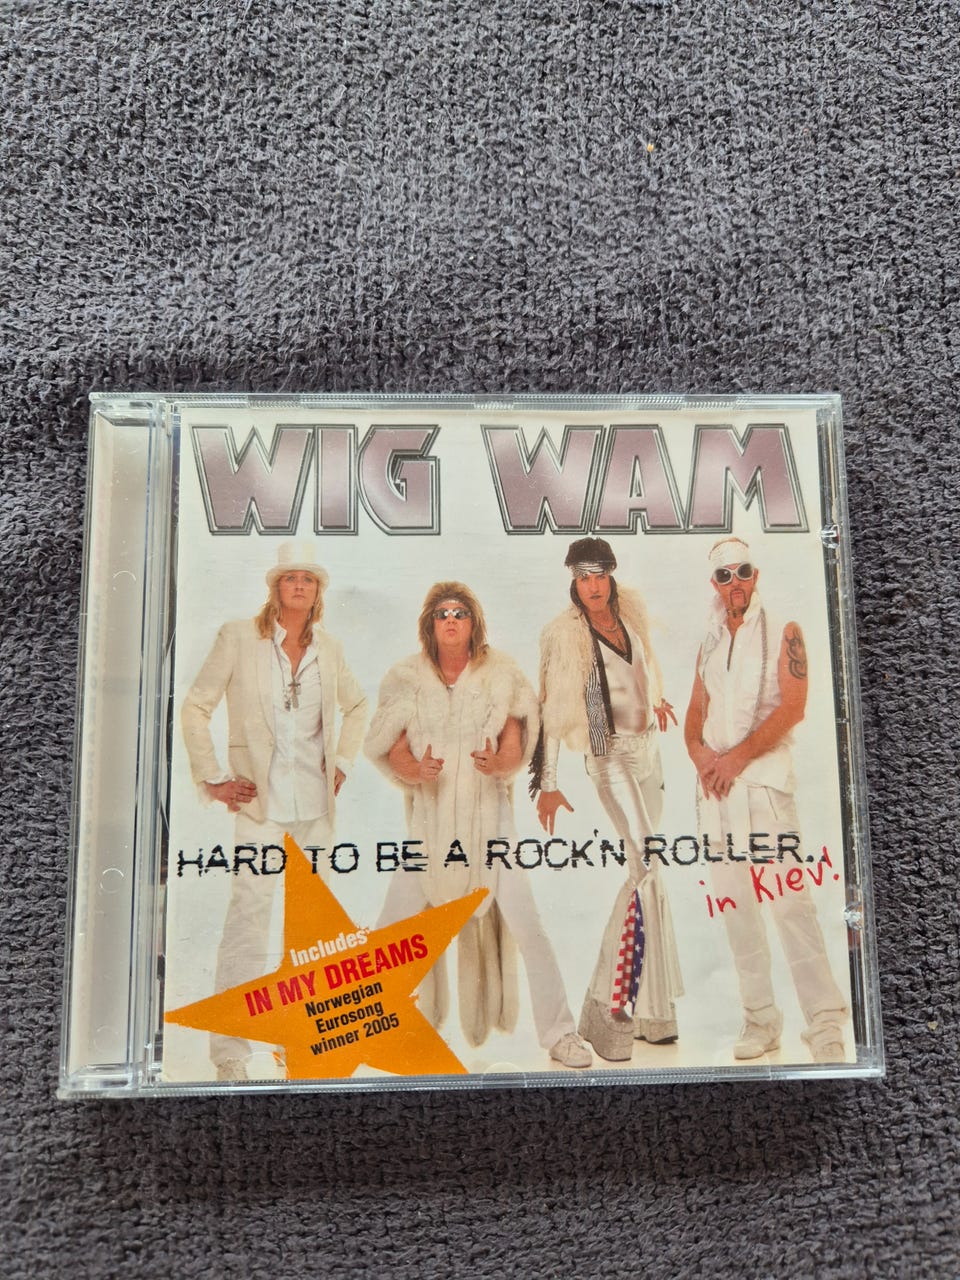 WIG WAM
HARD TO BE A ROCK'N ROLLER..
in Kiev!
Includes
IN MY DREAMS
Norwegian
Eurosong
winner 2005